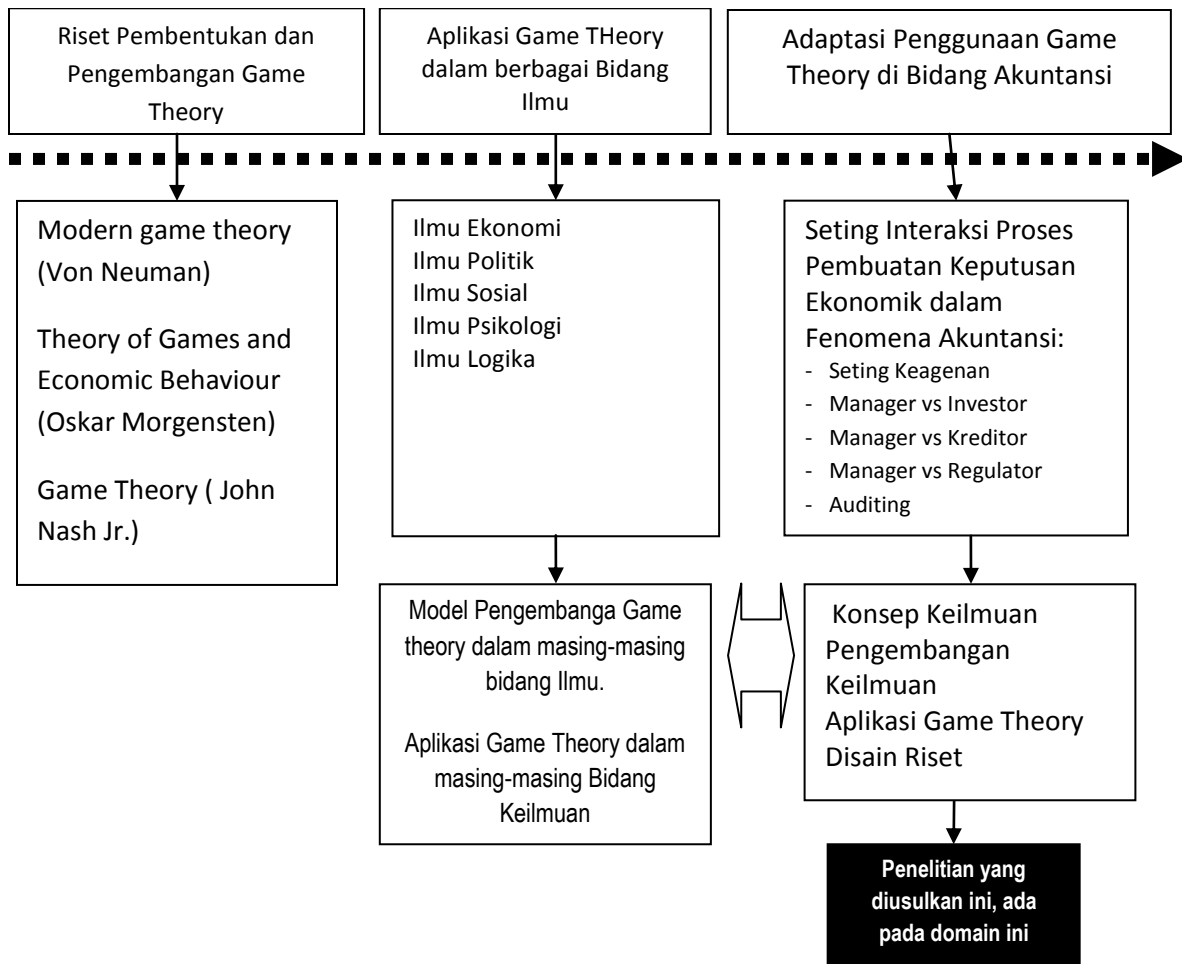 Riset Pembentukan dan
Pengembangan Game
Theory
Aplikasi Game THeory
dalam berbagai Bidang
Ilmu
Adaptasi Penggunaan Game
Theory di Bidang Akuntansi
Modern game theory
(Von Neuman)
Theory of Games and
Economic Behaviour
(Oskar Morgensten)
Game Theory ( John
Nash Jr.)
Ilmu Ekonomi
Ilmu Politik
Ilmu Sosial
Ilmu Psikologi
Ilmu Logika
Seting Interaksi Proses
Pembuatan Keputusan
Ekonomik dalam
Fenomena Akuntansi:
- Seting Keagenan
- Manager vs Investor
- Manager vs Kreditor
- Manager vs Regulator
- Auditing
Model Pengembanga Game
theory dalam masing-masing
bidang Ilmu.
Aplikasi Game Theory dalam
masing-masing Bidang
Keilmuan
Konsep Keilmuan
Pengembangan
Keilmuan
Aplikasi Game Theory
Disain Riset
Penelitian yang
diusulkan ini, ada
pada domain ini